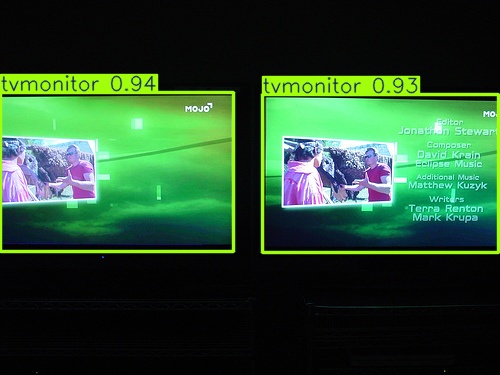 tvmonitor 0.94
MOJO
tvmonitor 0.93
MO
Editor
Jonathan Stewart
Composer
David Krain
Eclipse Music
Additional Music
Matthew Kuzyk
Writers
Terra Renton
Mark Krupa